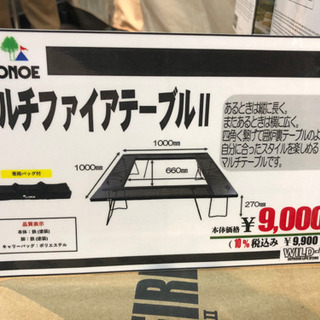 ONOE
ルチファイアテーブルⅡ
あるときは縦に長く。
またあるときは横に広く。
四角く繋げて囲炉裏テーブルのよ
自分に合ったスタイルを楽しめる
マルチテーブルです。
1000mm
1000mm
660mm
270mm
専用バッグ付
品質表示
本体：鉄（塗装）
脚：鉄（塗装）
キャリーバッグ：ポリエステル
本体価格 ¥9,000
（10％税込み ¥9,900
WILD-1